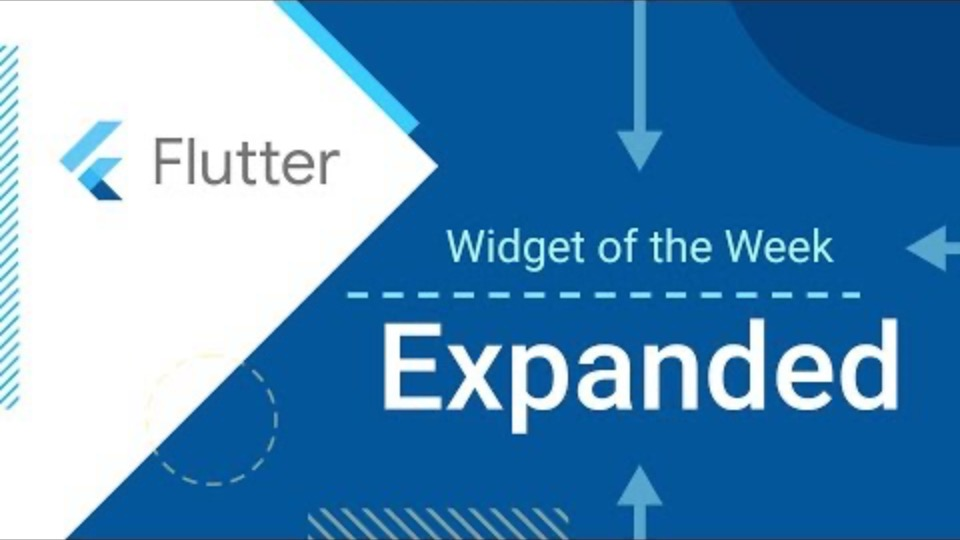 Flutter
Widget of the Week
Expanded